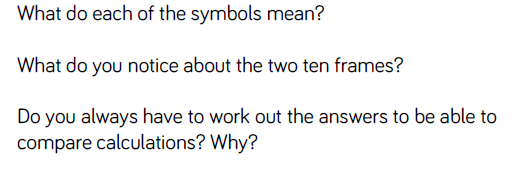 What do each of the symbols mean?
What do you notice about the two ten frames?
Do you always have to work out the answers to be able to
compare calculations? Why?